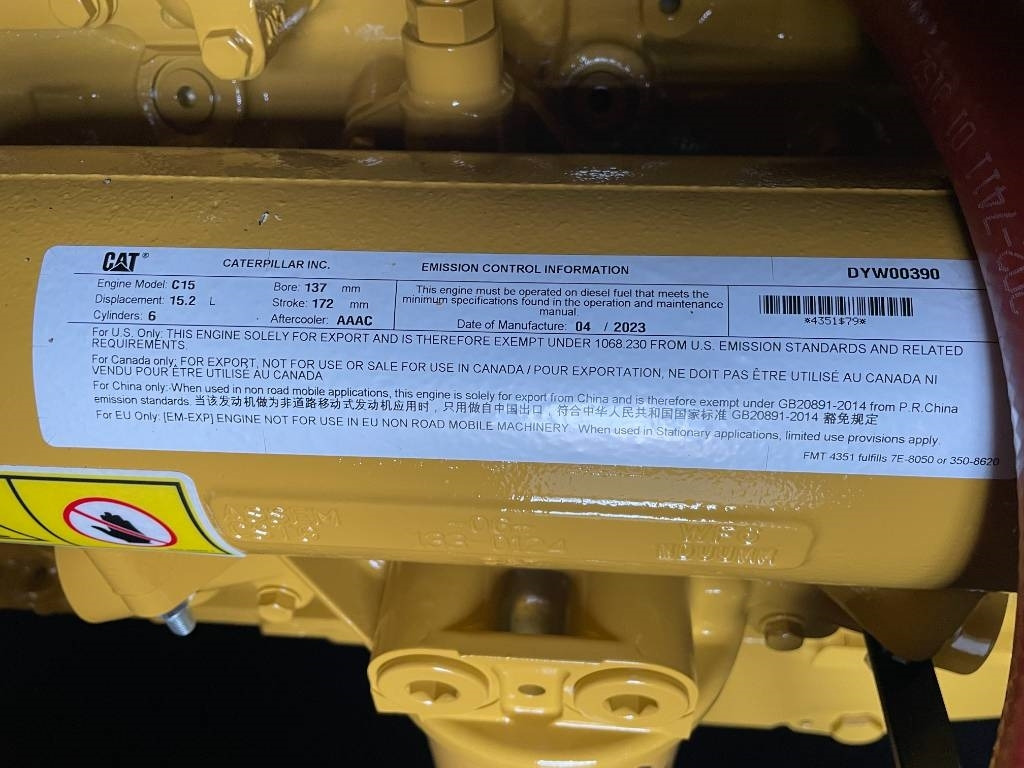 CAT® CATERPILLAR INC. EMISSION CONTROL INFORMATION DYW00390
Engine Model: C15 Bore: 137 mm
Displacement: 15.2 L Stroke: 172 mm
Cylinders: 6 Aftercooler: AAAC
This engine must be operated on diesel fuel that meets the
minimum specifications found in the operation and maintenance
manual.
Date of Manufacture: 04 / 2023
*4351$79*
For U.S. Only: THIS ENGINE SOLELY FOR EXPORT AND IS THEREFORE EXEMPT UNDER 1068.230 FROM U.S. EMISSION STANDARDS AND RELATED
REQUIREMENTS.
For Canada only: FOR EXPORT, NOT FOR USE OR SALE FOR USE IN CANADA / POUR EXPORTATION, NE DOIT PAS ÊTRE UTILISÉ AU CANADA NI
VENDU POUR ÊTRE UTILISÉ AU CANADA
For China only: When used in non road mobile applications, this engine is solely for export from China and is therefore exempt under GB20891-2014 from P.R.China
emission standards. 当该发动机做为非道路移动式发动机应用时，只用做自中国出口，符合中华人民共和国国家标准 GB20891-2014 豁免规定
For EU Only: [EM-EXP] ENGINE NOT FOR USE IN EU NON ROAD MOBILE MACHINERY. When used in Stationary applications, limited use provisions apply.
FMT 4351 fulfills 7E-8050 or 350-8620